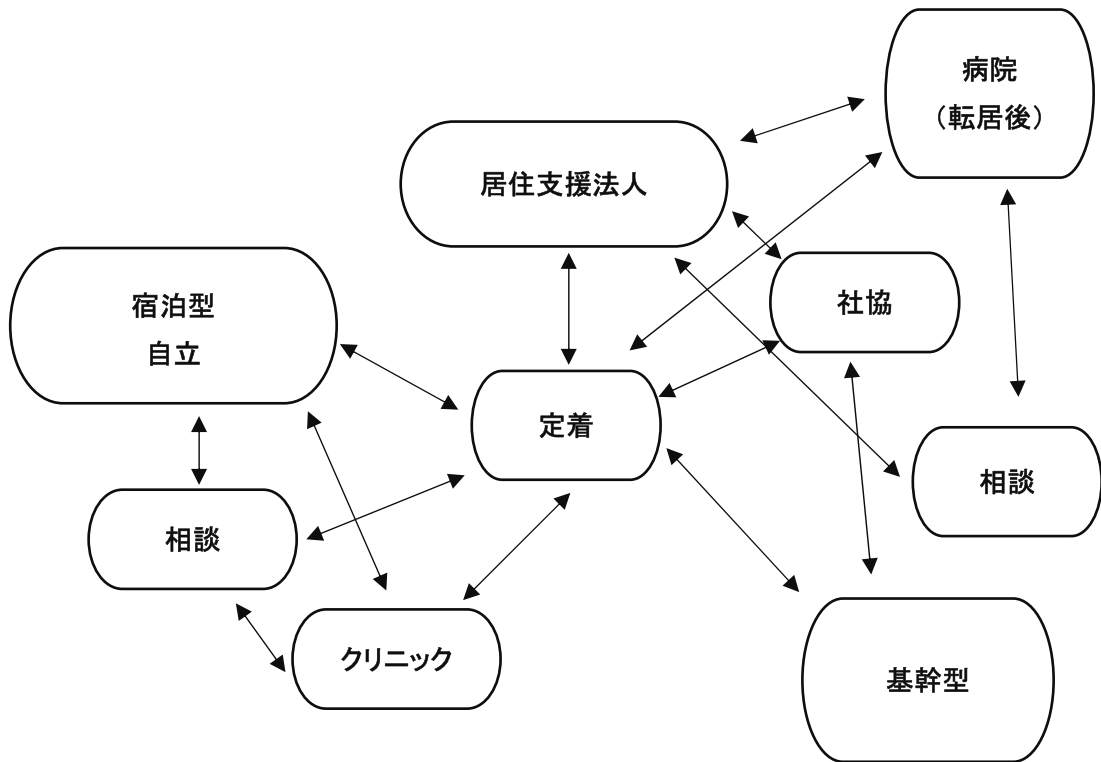 病院
（転居後）
居住支援法人
宿泊型
自立
社協
定着
相談
相談
クリニック
基幹型